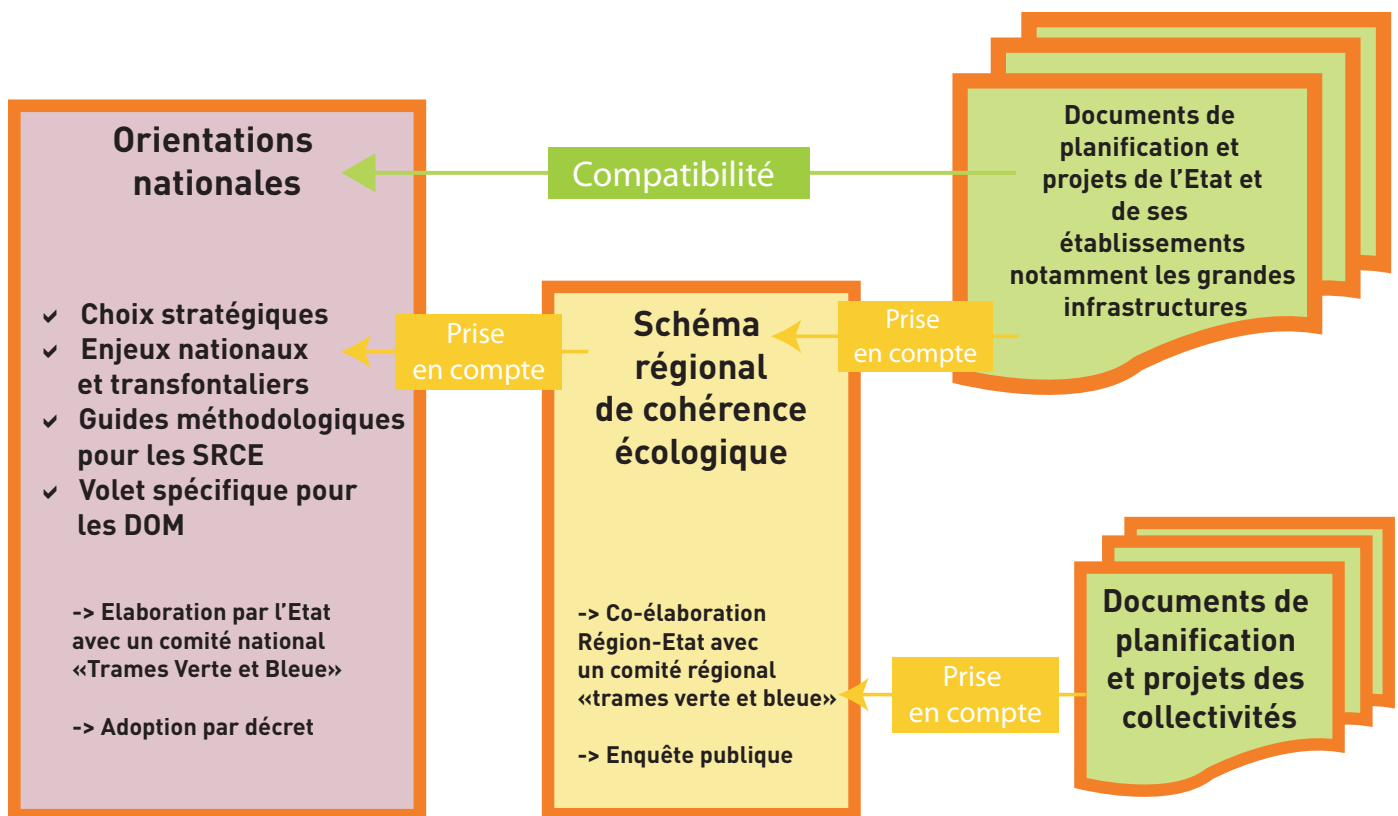 Orientations
nationales
✓ Choix stratégiques
✓ Enjeux nationaux
et transfontaliers
✓ Guides méthodologiques
pour les SRCE
✓ Volet spécifique pour
les DOM
-> Elaboration par l’Etat
avec un comité national
«Trames Verte et Bleue»
-> Adoption par décret
Compatibilité
Prise
en compte
Schéma
régional
de cohérence
écologique
-> Co-élaboration
Région-Etat avec
un comité régional
«trames verte et bleue»
-> Enquête publique
Prise
en compte
Documents de
planification et
projets de l’Etat et
de ses
établissements
notamment les grandes
infrastructures
Prise
en compte
Documents de
planification
et projets des
collectivités